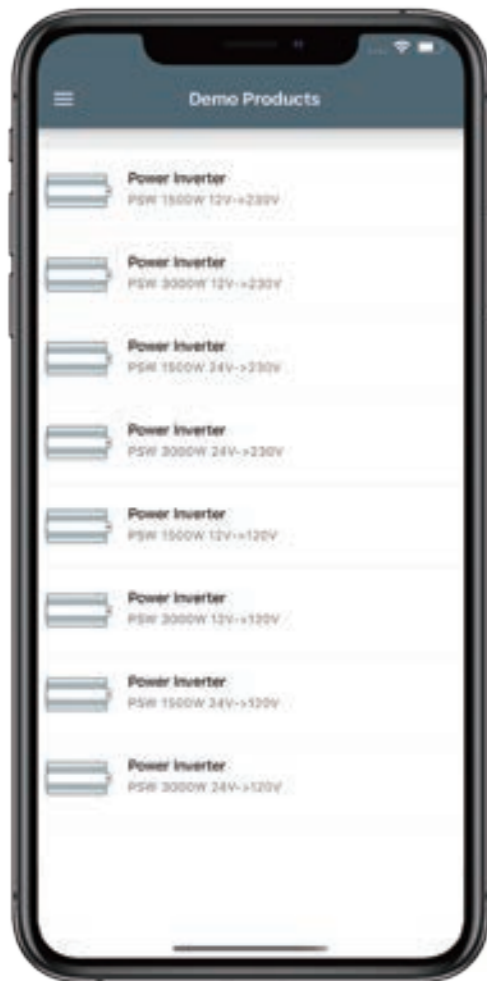 Demo Products
Power Inverter
PSW 1500W 12V->230V
Power Inverter
PSW 3000W 12V->230V
Power Inverter
PSW 1500W 24V->230V
Power Inverter
PSW 3000W 24V->230V
Power Inverter
PSW 1500W 12V->120V
Power Inverter
PSW 3000W 12V->120V
Power Inverter
PSW 1500W 24V->120V
Power Inverter
PSW 3000W 24V->120V